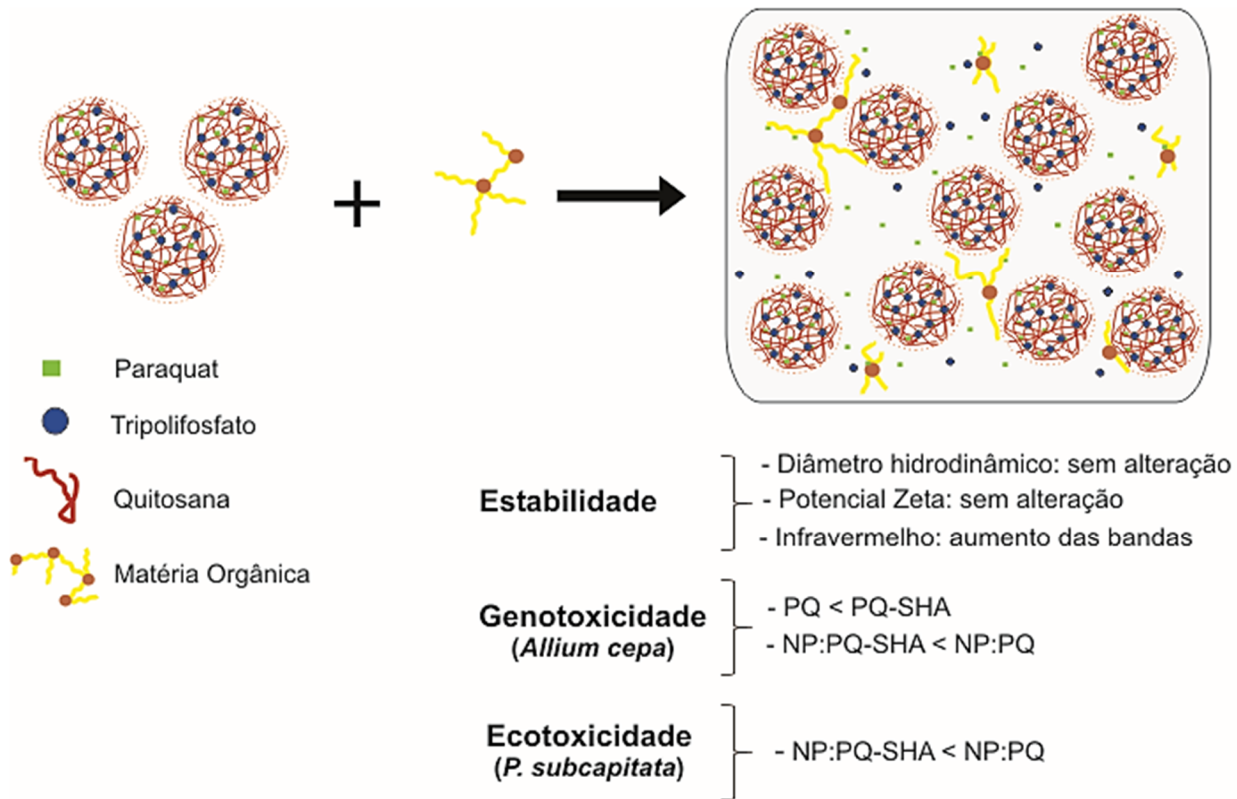 Paraquat
Tripolifosfato
Quitosana
Matéria Orgânica
Estabilidade
- Diâmetro hidrodinâmico: sem alteração
- Potencial Zeta: sem alteração
- Infravermelho: aumento das bandas
Genotoxicidade
(Allium cepa)
- PQ < PQ-SHA
- NP:PQ-SHA < NP:PQ
Ecotoxicidade
(P. subcapitata)
- NP:PQ-SHA < NP:PQ